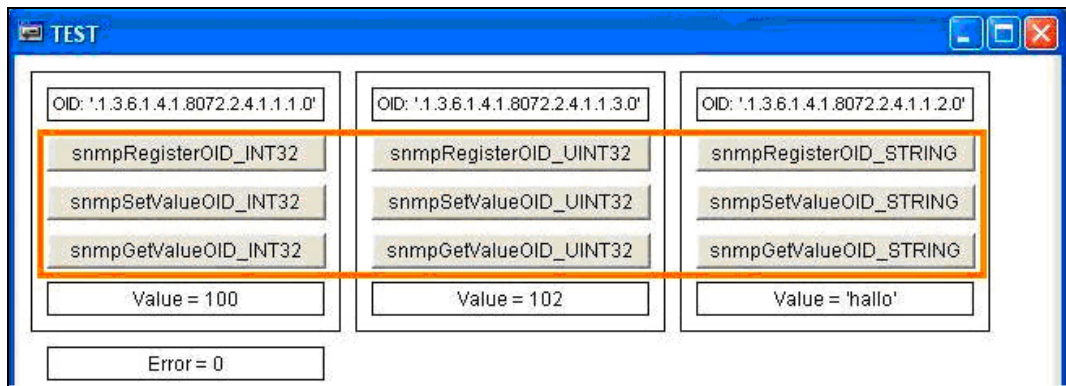 TEST
OID: '.1.3.6.1.4.1.8072.2.4.1.1.1.0'
snmpRegisterOID_INT32
snmpSetValueOID_INT32
snmpGetValueOID_INT32
Value = 100
OID: '.1.3.6.1.4.1.8072.2.4.1.1.3.0'
snmpRegisterOID_UINT32
snmpSetValueOID_UINT32
snmpGetValueOID_UINT32
Value = 102
OID: '.1.3.6.1.4.1.8072.2.4.1.1.2.0'
snmpRegisterOID_STRING
snmpSetValueOID_STRING
snmpGetValueOID_STRING
Value = 'hallo'
Error = 0